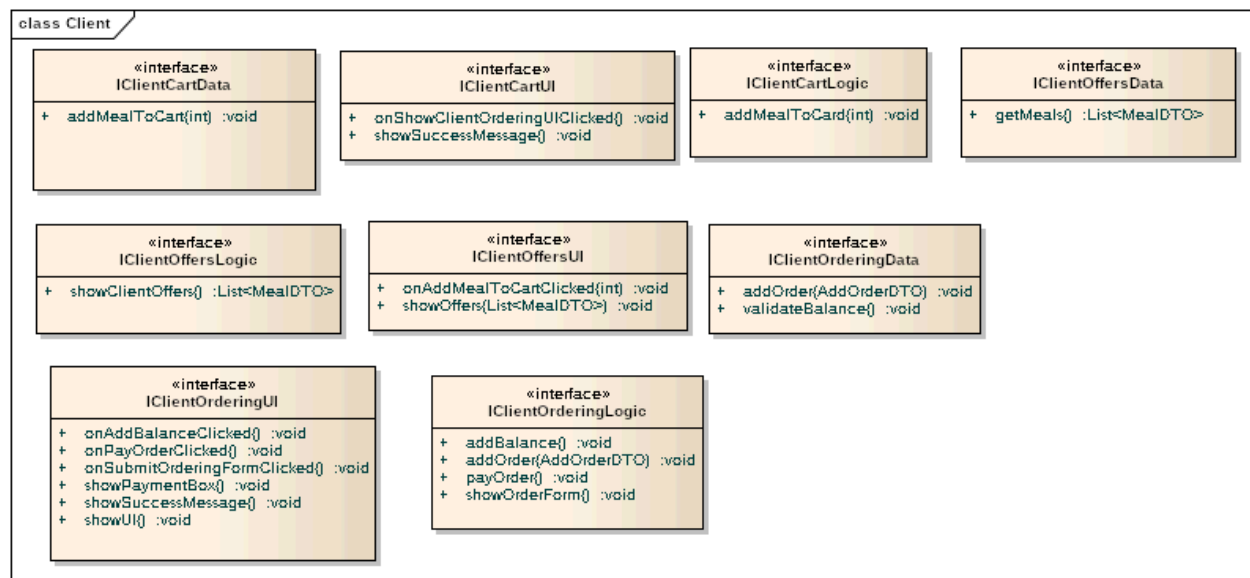 class Client
«interface»
IClientCartData
+ addMealToCart(int) :void
«interface»
IClientCartUI
+ onShowClientOrderingUIClicked() :void
+ showSuccessMessage() :void
«interface»
IClientCartLogic
+ addMealToCard(int) :void
«interface»
IClientOffersData
+ getMeals() :List<MealDTO>
«interface»
IClientOffersLogic
+ showClientOffers() :List<MealDTO>
«interface»
IClientOffersUI
+ onAddMealToCartClicked(int) :void
+ showOffers(List<MealDTO>) :void
«interface»
IClientOrderingData
+ addOrder(AddOrderDTO) :void
+ validateBalance() :void
«interface»
IClientOrderingUI
+ onAddBalanceClicked() :void
+ onPayOrderClicked() :void
+ onSubmitOrderingFormClicked() :void
+ showPaymentBox() :void
+ showSuccessMessage() :void
+ showUI() :void
«interface»
IClientOrderingLogic
+ addBalance() :void
+ addOrder(AddOrderDTO) :void
+ payOrder() :void
+ showOrderForm() :void